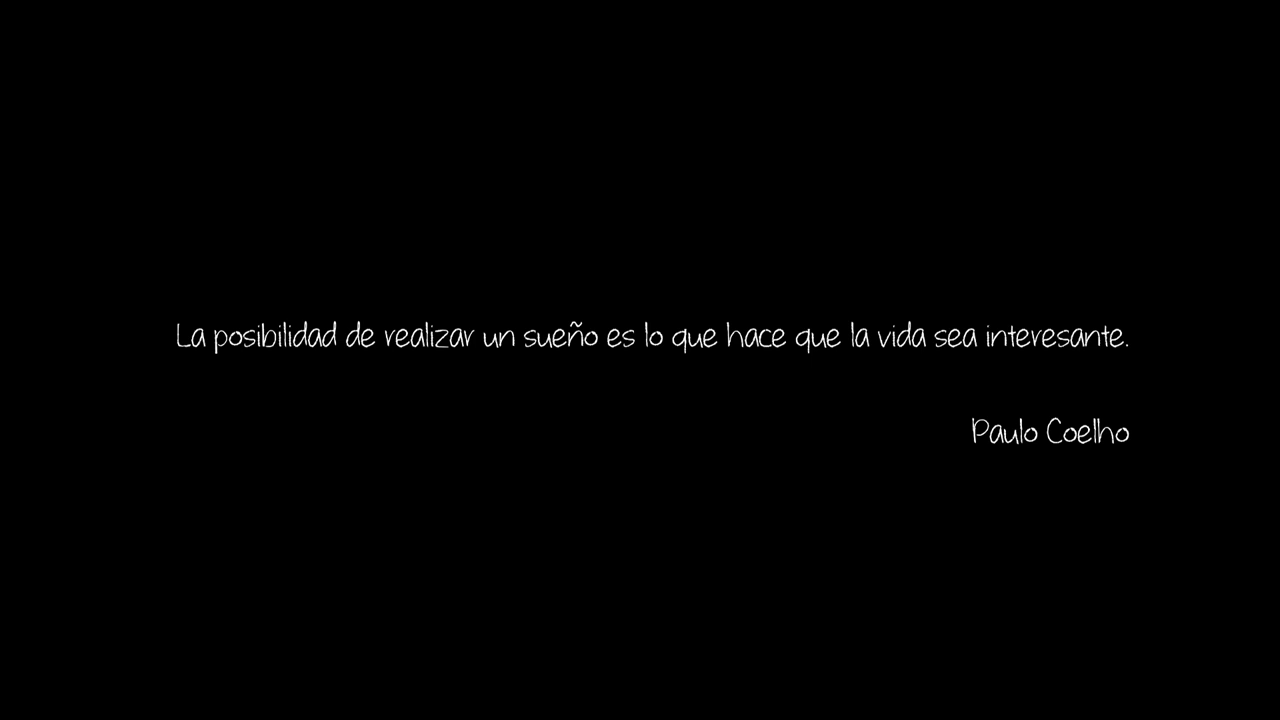 La posibilidad de realizar un sueño es lo que hace que la vida sea interesante.
Paulo Coelho